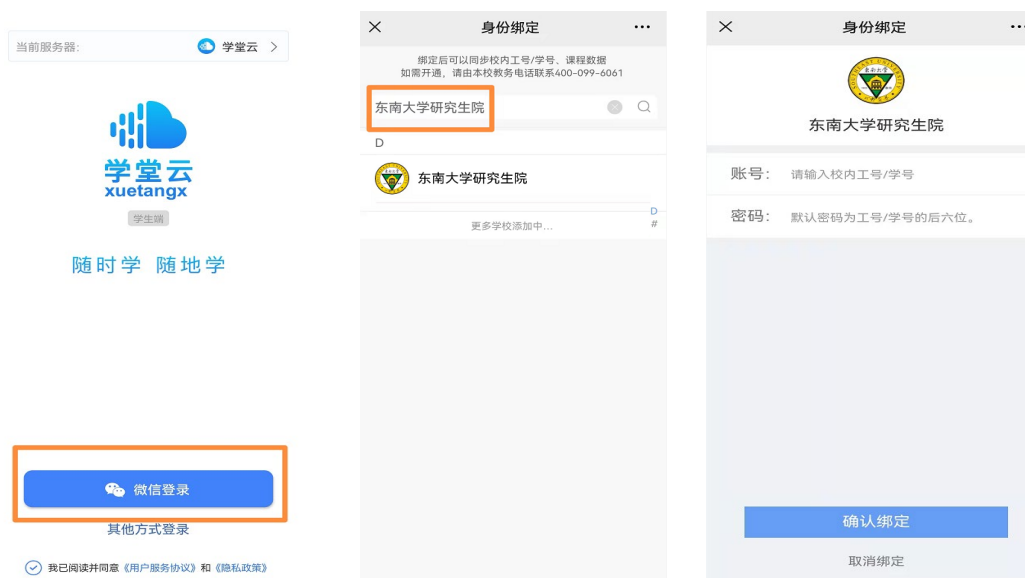 当前服务器: 学堂云 >
学堂云
xuetangx
学生端
随时学 随地学
微信登录
其他方式登录
我已阅读并同意《用户服务协议》和《隐私政策》
身份绑定
绑定后可以同步校内工号/学号、课程数据
如需开通，请由本校教务电话联系400-099-6061
东南大学研究生院
D
东南大学研究生院
D
#
更多学校添加中...
身份绑定
东南大学研究生院
账号: 请输入校内工号/学号
密码: 默认密码为工号/学号的后六位。
确认绑定
取消绑定